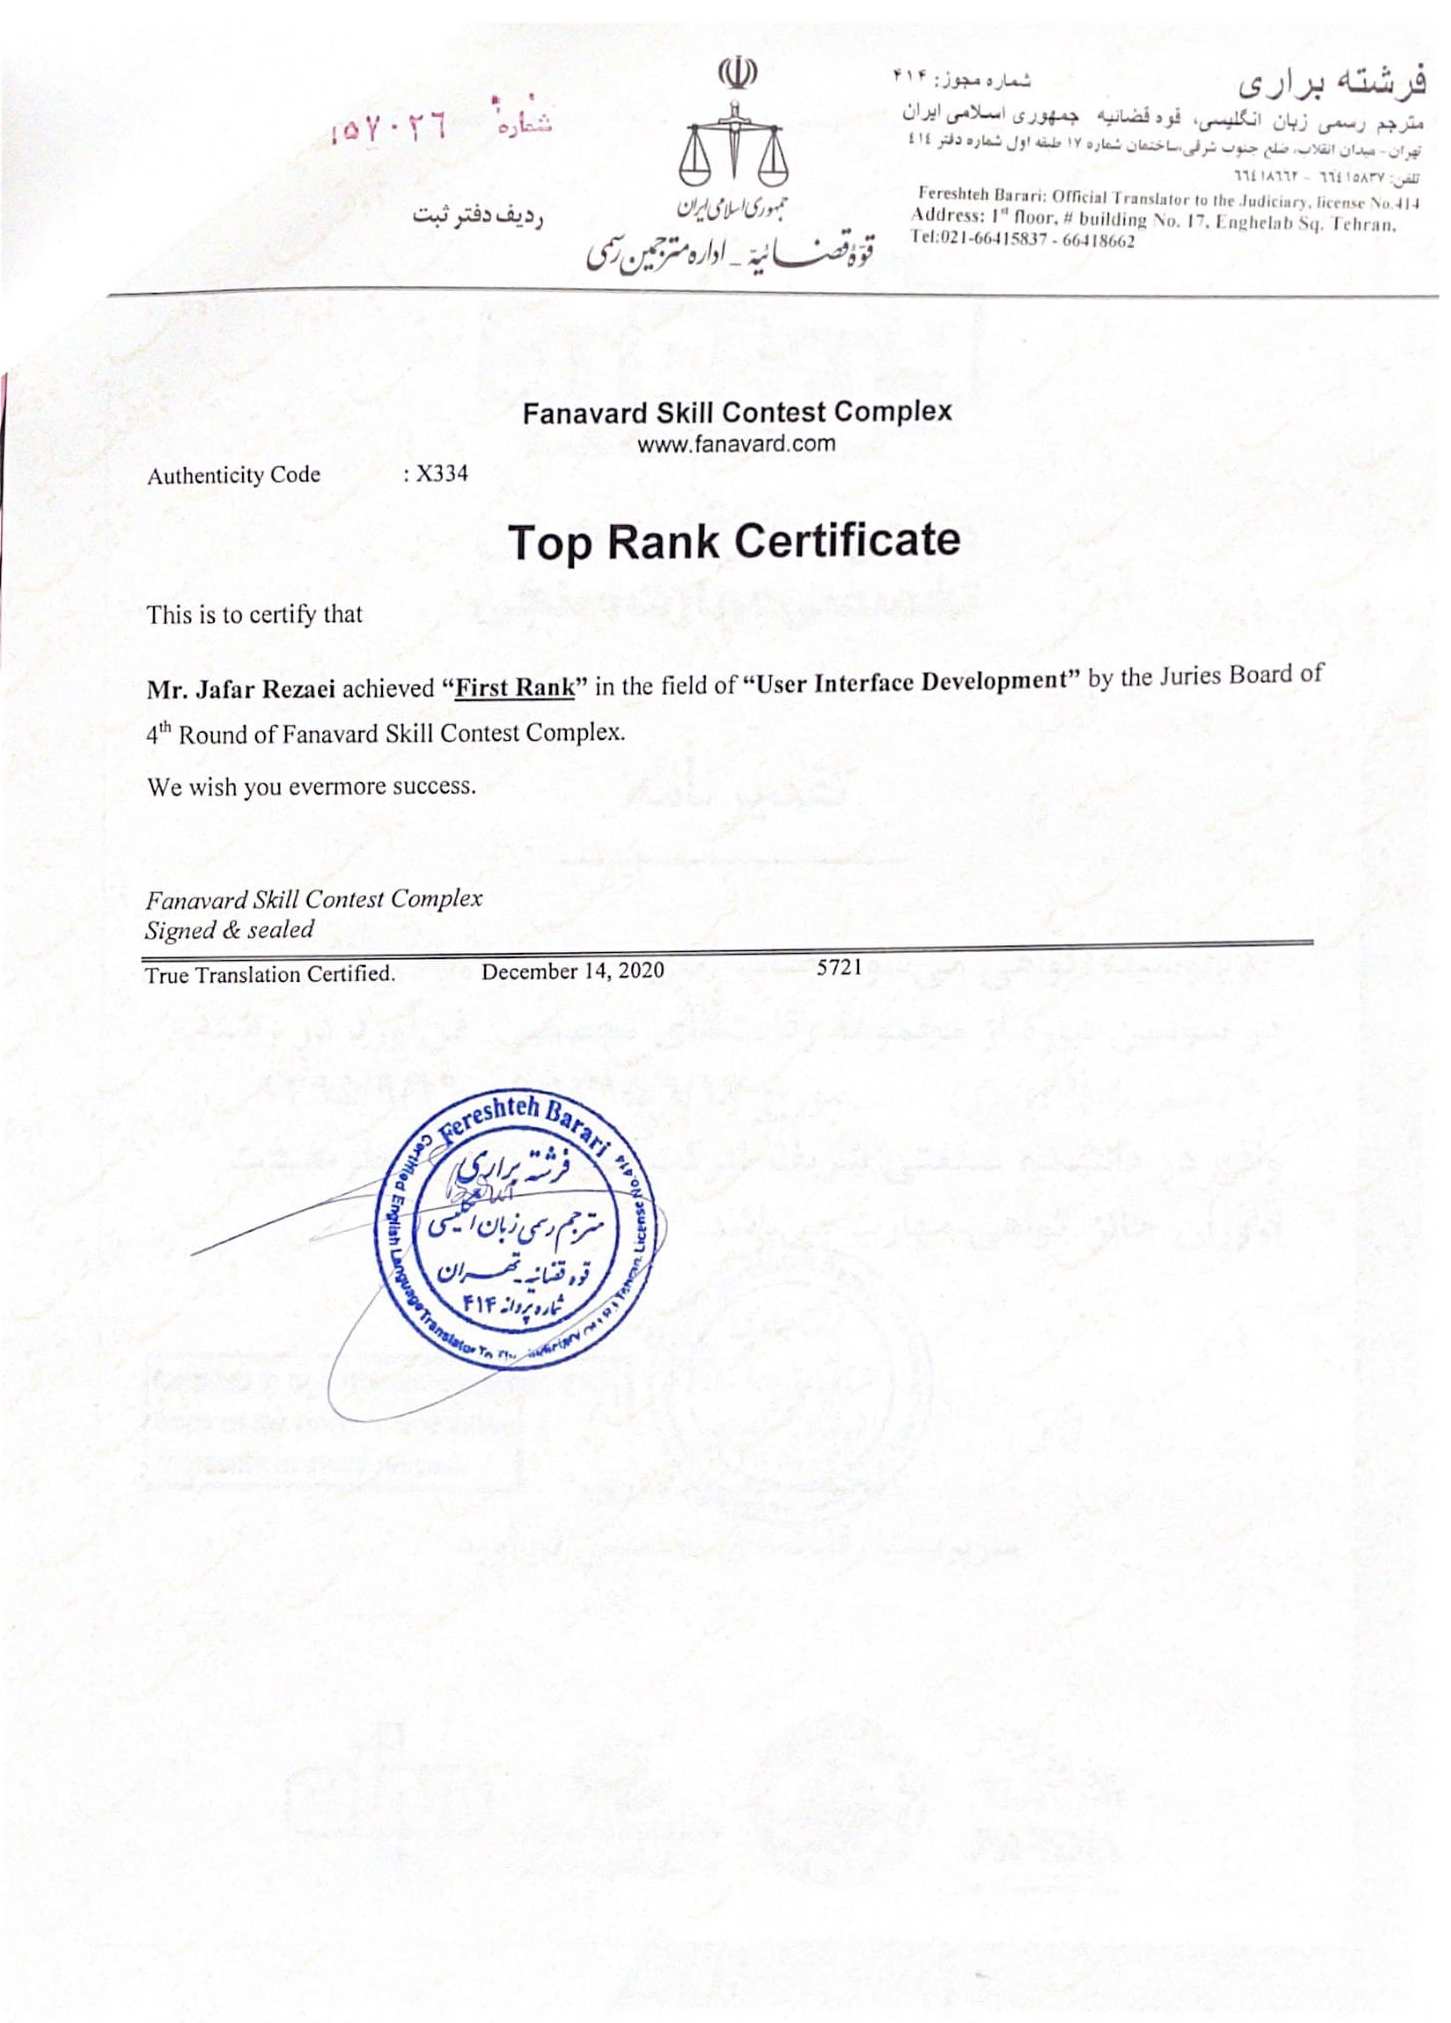 فرشته براری
شماره مجوز: ۴۱۴
مترجم رسمی زبان انگلیسی، قوه قضائیه جمهوری اسلامی ایران
تهران - میدان انقلاب، ضلع جنوب شرقی، ساختمان شماره ۱۷ طبقه اول شماره دفتر ٤١٤
تلفن: ٦٦٤١٥٨٣٧ - ٦٦٤١٨٦٦٢
Fereshteh Barari: Official Translator to the Judiciary, license No.414
Address: 1st floor, # building No. 17, Enghelab Sq. Tehran,
Tel:021-66415837 - 66418662
جمهوری اسلامی ایران
قوّۀ قضائیّه - اداره مترجمین رسمی
شماره ۱۵۷۰۲۶
ردیف دفتر ثبت
Fanavard Skill Contest Complex
www.fanavard.com
Authenticity Code : X334
Top Rank Certificate
This is to certify that
Mr. Jafar Rezaei achieved “First Rank” in the field of “User Interface Development” by the Juries Board of
4th Round of Fanavard Skill Contest Complex.
We wish you evermore success.
Fanavard Skill Contest Complex
Signed & sealed
True Translation Certified. December 14, 2020 5721
Fereshteh Barari
Certified English Language Translator To The Judiciary
Tehran. License No.414
فرشته براری
مترجم رسمی زبان انگلیسی
قوه قضائیه - تهران
شماره پروانه ۴۱۴